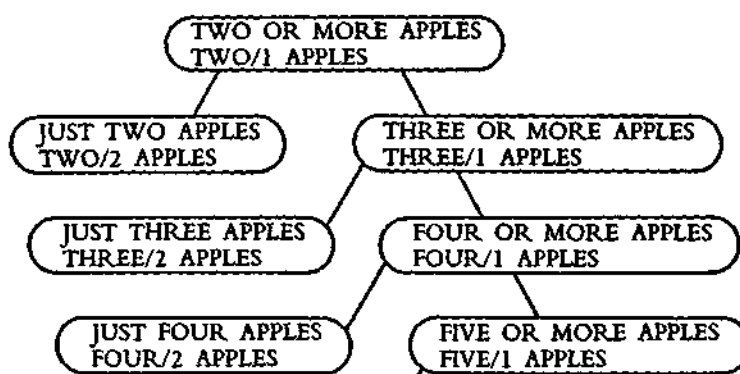 TWO OR MORE APPLES
TWO/1 APPLES
JUST TWO APPLES
TWO/2 APPLES
THREE OR MORE APPLES
THREE/1 APPLES
JUST THREE APPLES
THREE/2 APPLES
FOUR OR MORE APPLES
FOUR/1 APPLES
JUST FOUR APPLES
FOUR/2 APPLES
FIVE OR MORE APPLES
FIVE/1 APPLES